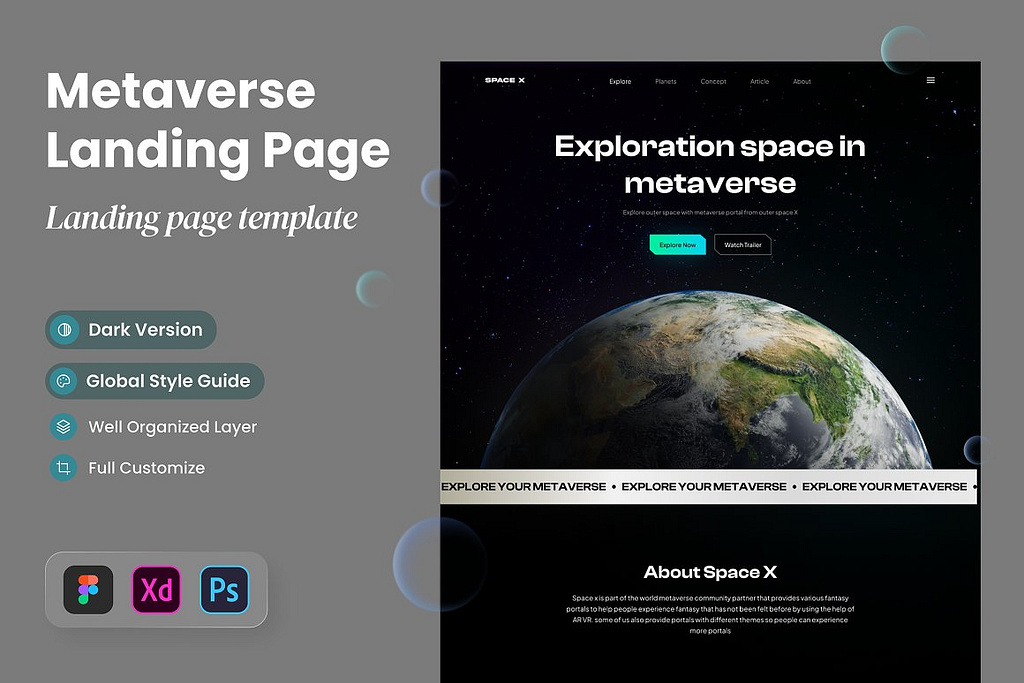 Metaverse
Landing Page
Landing page template
Dark Version
Global Style Guide
Well Organized Layer
Full Customize
Xd
Ps
SPACE X
Explore
Planets
Concept
Article
About
Exploration space in
metaverse
Explore outer space with metaverse portal from outer space X
Explore Now
Watch Trailer
EXPLORE YOUR METAVERSE • EXPLORE YOUR METAVERSE • EXPLORE YOUR METAVERSE •
About Space X
Space x is part of the world metaverse community partner that provides various fantasy
portals to help people experience fantasy that has not been felt before by using the help of
AR VR. some of us also provide portals with different themes so people can experience
more portals